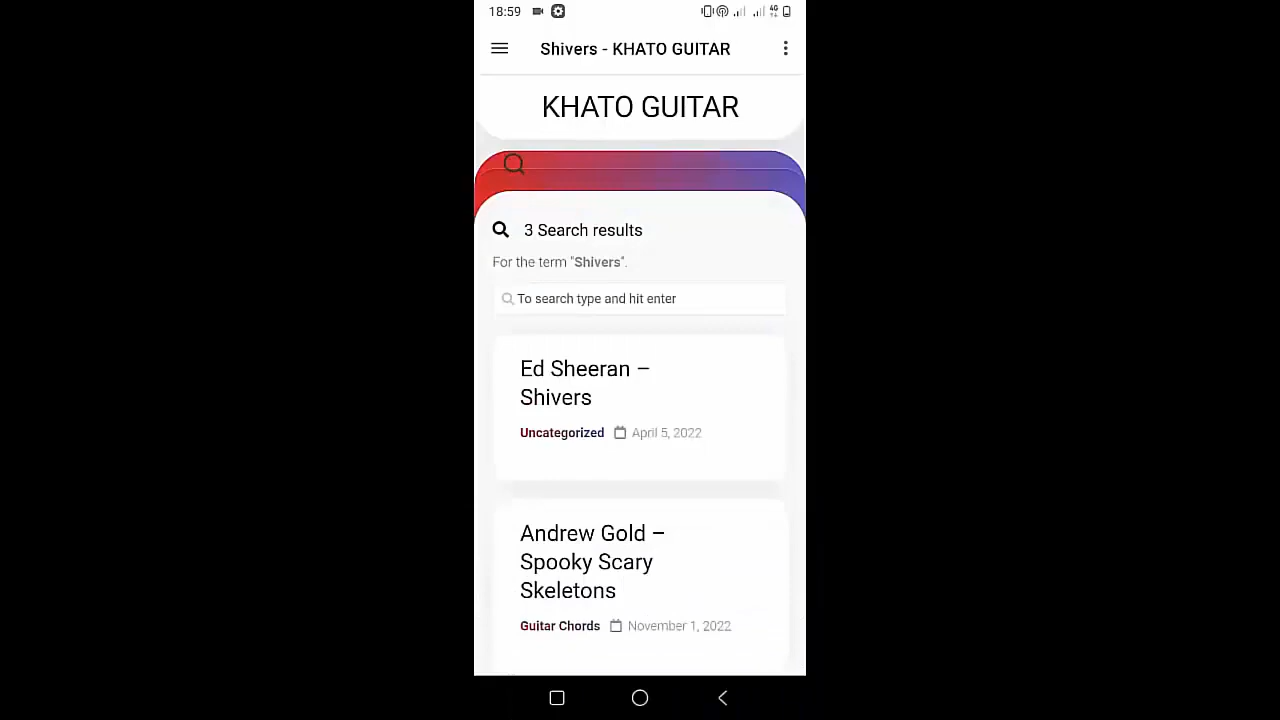 18:59
4G
Shivers - KHATO GUITAR
KHATO GUITAR
3 Search results
For the term "Shivers".
To search type and hit enter
Ed Sheeran –
Shivers
Uncategorized April 5, 2022
Andrew Gold –
Spooky Scary
Skeletons
Guitar Chords November 1, 2022